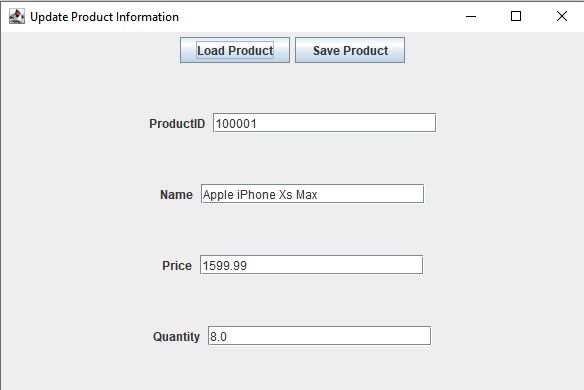 Update Product Information
Load Product Save Product
ProductID 100001
Name Apple iPhone Xs Max
Price 1599.99
Quantity 8.0